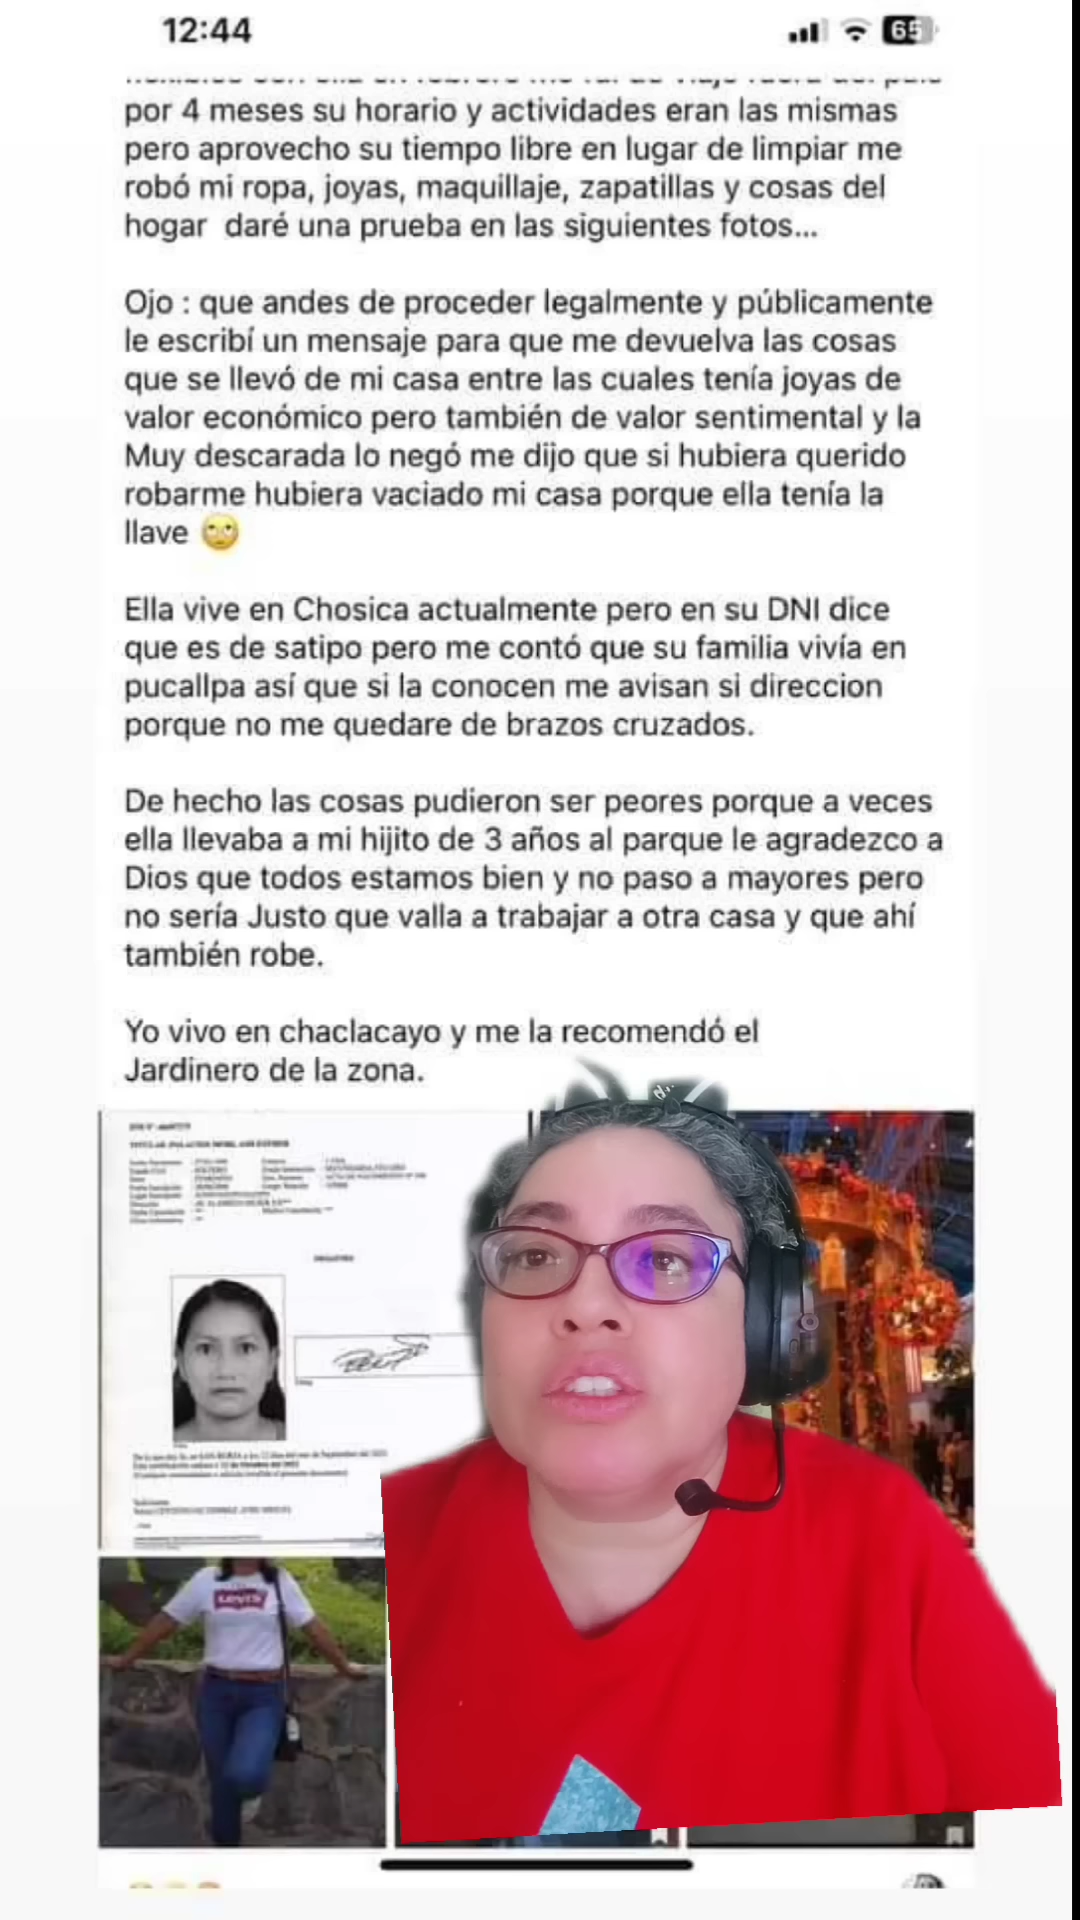 12:44
65
por 4 meses su horario y actividades eran las mismas
pero aprovecho su tiempo libre en lugar de limpiar me
robó mi ropa, joyas, maquillaje, zapatillas y cosas del
hogar daré una prueba en las siguientes fotos...
Ojo : que andes de proceder legalmente y públicamente
le escribí un mensaje para que me devuelva las cosas
que se llevó de mi casa entre las cuales tenía joyas de
valor económico pero también de valor sentimental y la
Muy descarada lo negó me dijo que si hubiera querido
robarme hubiera vaciado mi casa porque ella tenía la
llave 🙄
Ella vive en Chosica actualmente pero en su DNI dice
que es de satipo pero me contó que su familia vivía en
pucallpa así que si la conocen me avisan si direccion
porque no me quedare de brazos cruzados.
De hecho las cosas pudieron ser peores porque a veces
ella llevaba a mi hijito de 3 años al parque le agradezco a
Dios que todos estamos bien y no paso a mayores pero
no sería Justo que valla a trabajar a otra casa y que ahí
también robe.
Yo vivo en chaclacayo y me la recomendó el
Jardinero de la zona.
Levi's